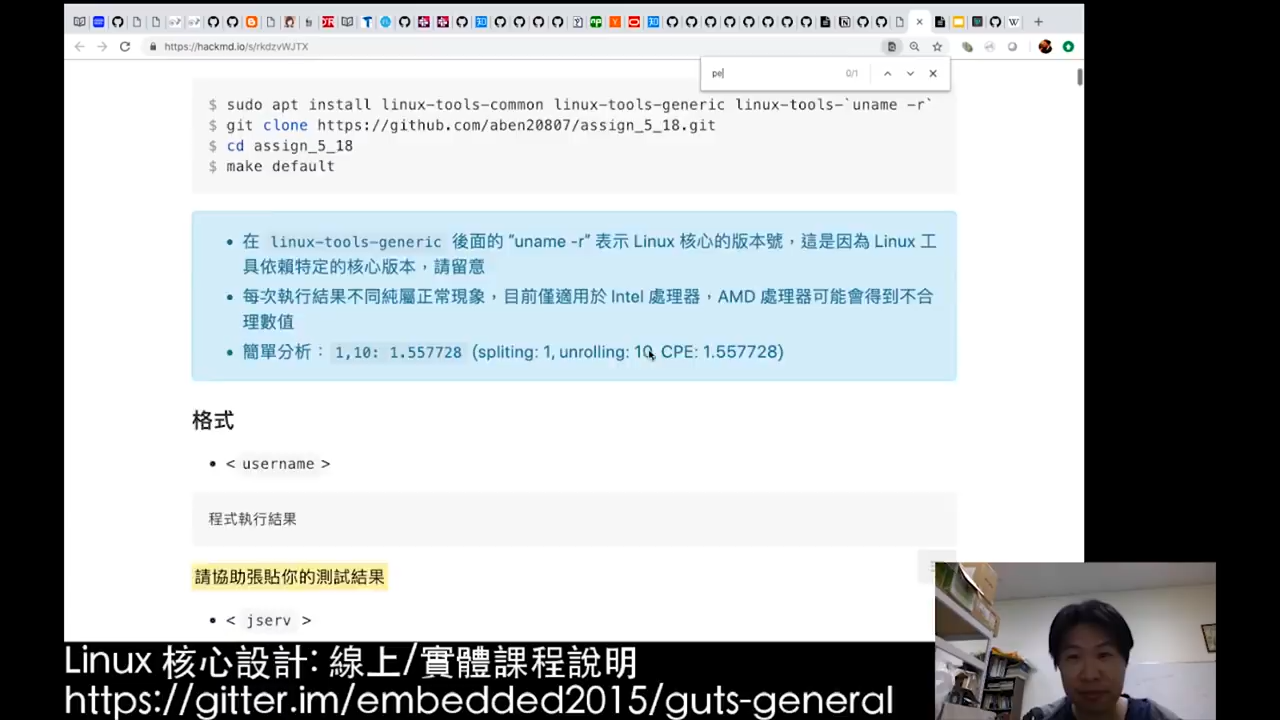 https://hackmd.io/s/rkdzvWJTX
pe
0/1
$ sudo apt install linux-tools-common linux-tools-generic linux-tools-`uname -r`
$ git clone https://github.com/aben20807/assign_5_18.git
$ cd assign_5_18
$ make default
• 在 linux-tools-generic 後面的 “uname -r” 表示 Linux 核心的版本號，這是因為 Linux 工
具依賴特定的核心版本，請留意
• 每次執行結果不同純屬正常現象，目前僅適用於 Intel 處理器，AMD 處理器可能會得到不合
理數值
• 簡單分析： 1,10: 1.557728 (spliting: 1, unrolling: 10, CPE: 1.557728)
格式
• < username >
程式執行結果
請協助張貼你的測試結果
• < jserv >
Linux 核心設計: 線上/實體課程說明
https://gitter.im/embedded2015/guts-general